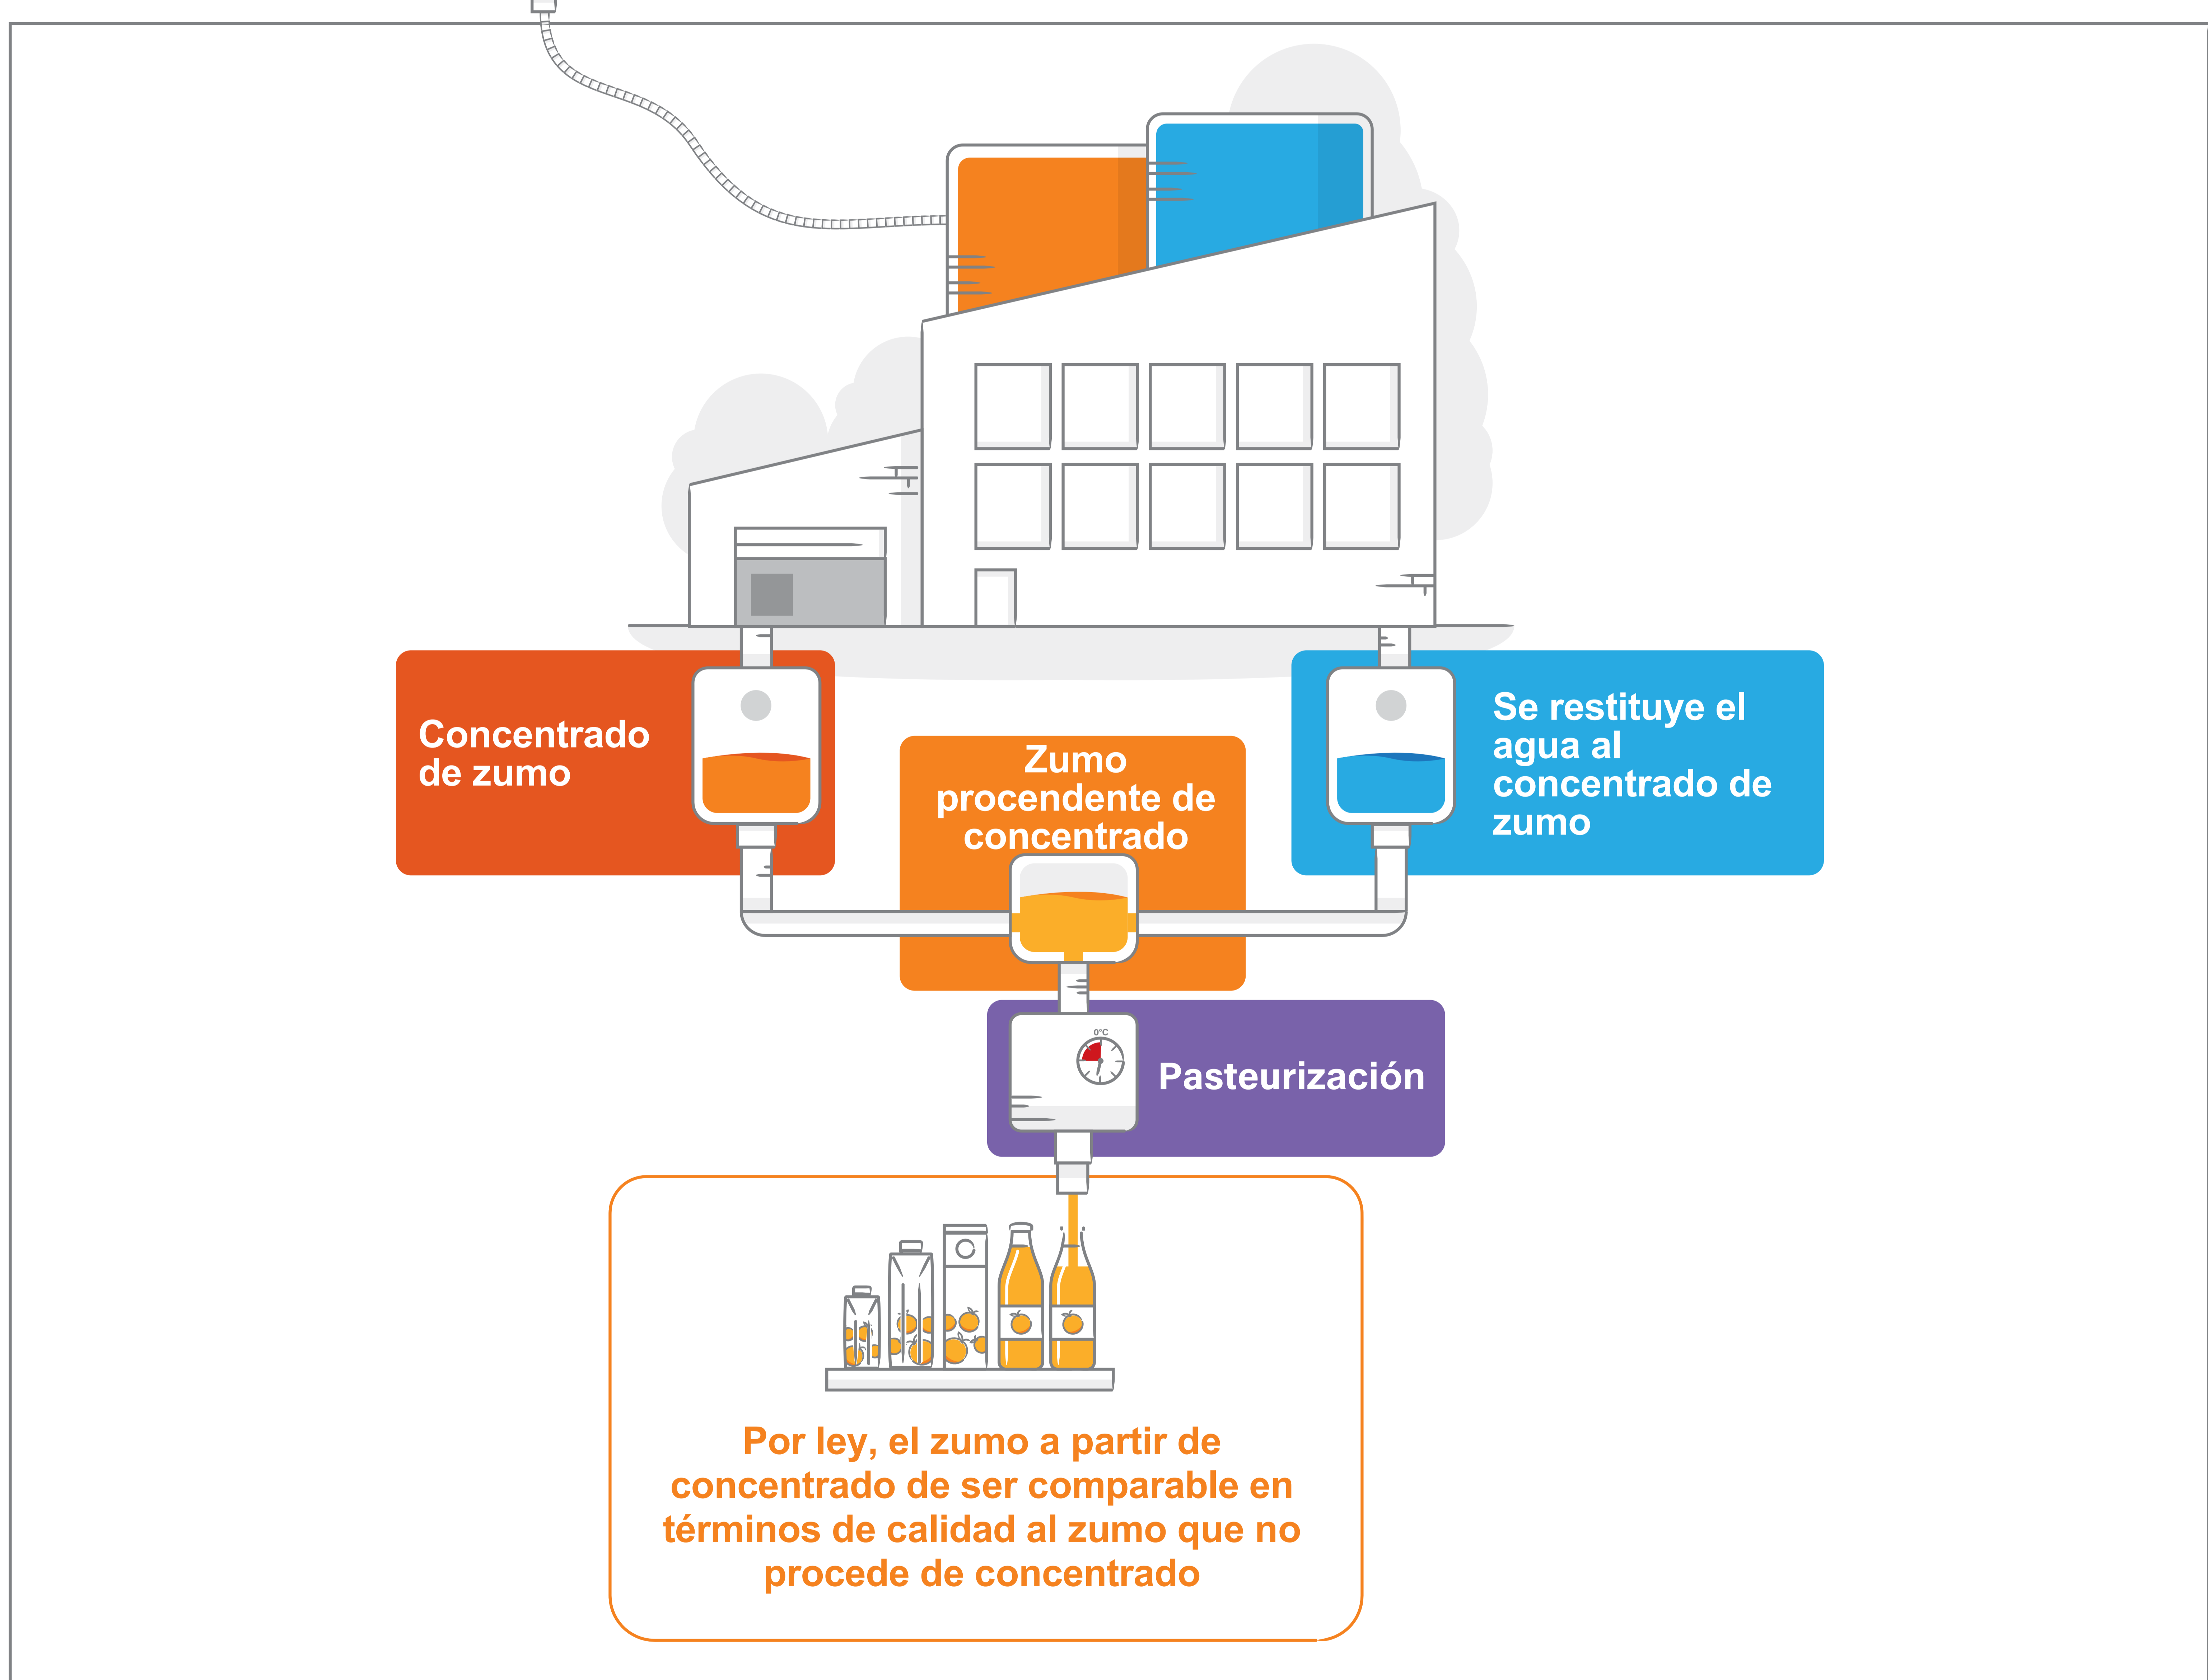 Concentrado
de zumo
Zumo
procendente de
concentrado
Se restituye el
agua al
concentrado de
zumo
0°C
Pasteurización
Por ley, el zumo a partir de
concentrado de ser comparable en
términos de calidad al zumo que no
procede de concentrado